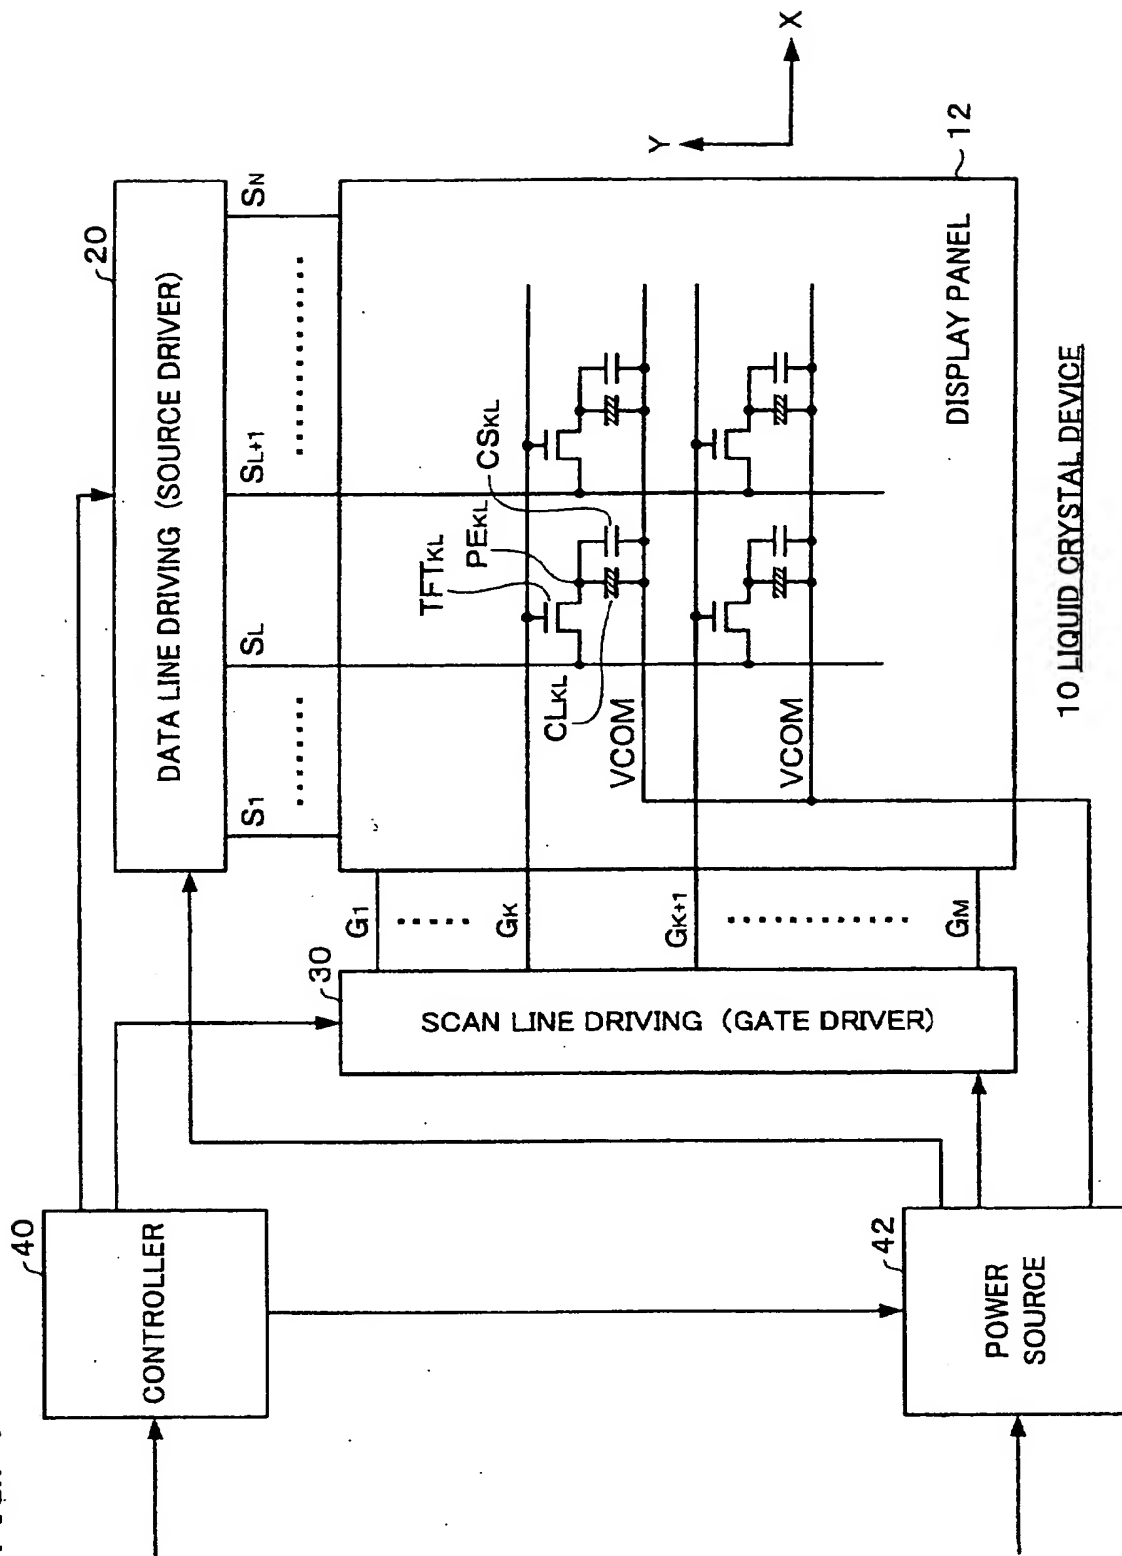 40
CONTROLLER
42
POWER
SOURCE
20
DATA LINE DRIVING (SOURCE DRIVER)
S1
SL
SL+1
SN
30
SCAN LINE DRIVING (GATE DRIVER)
G1
GK
GK+1
GM
TFTKL
PEKL
CSKL
CLKL
VCOM
VCOM
DISPLAY PANEL
12
Y
X
10 LIQUID CRYSTAL DEVICE